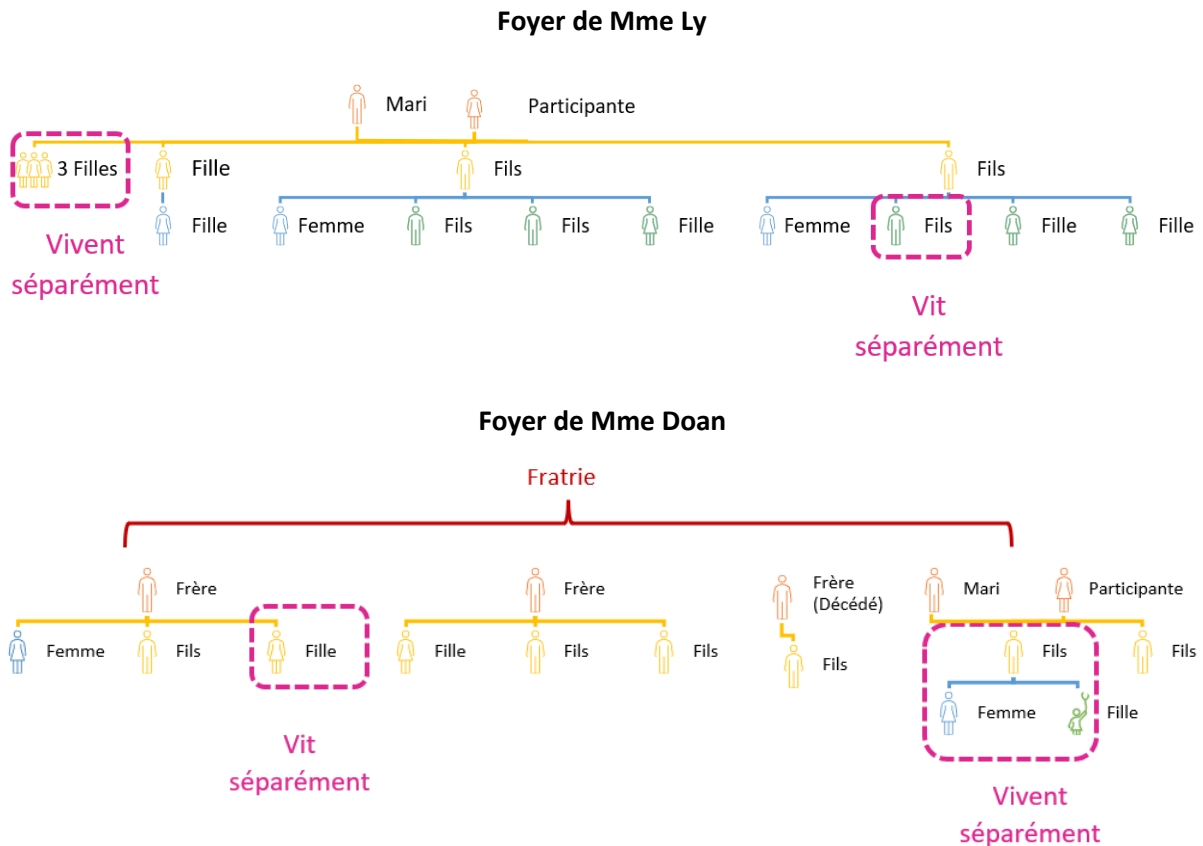 Foyer de Mme Ly
Mari
Participante
3 Filles
Fille
Fils
Fils
Fille
Femme
Fils
Fils
Fille
Femme
Fils
Fille
Fille
Vivent
séparément
Vit
séparément
Foyer de Mme Doan
Fratrie
Frère
Frère
Frère
(Décédé)
Mari
Participante
Femme
Fils
Fille
Fille
Fils
Fils
Fils
Fils
Fils
Femme
Fille
Vit
séparément
Vivent
séparément